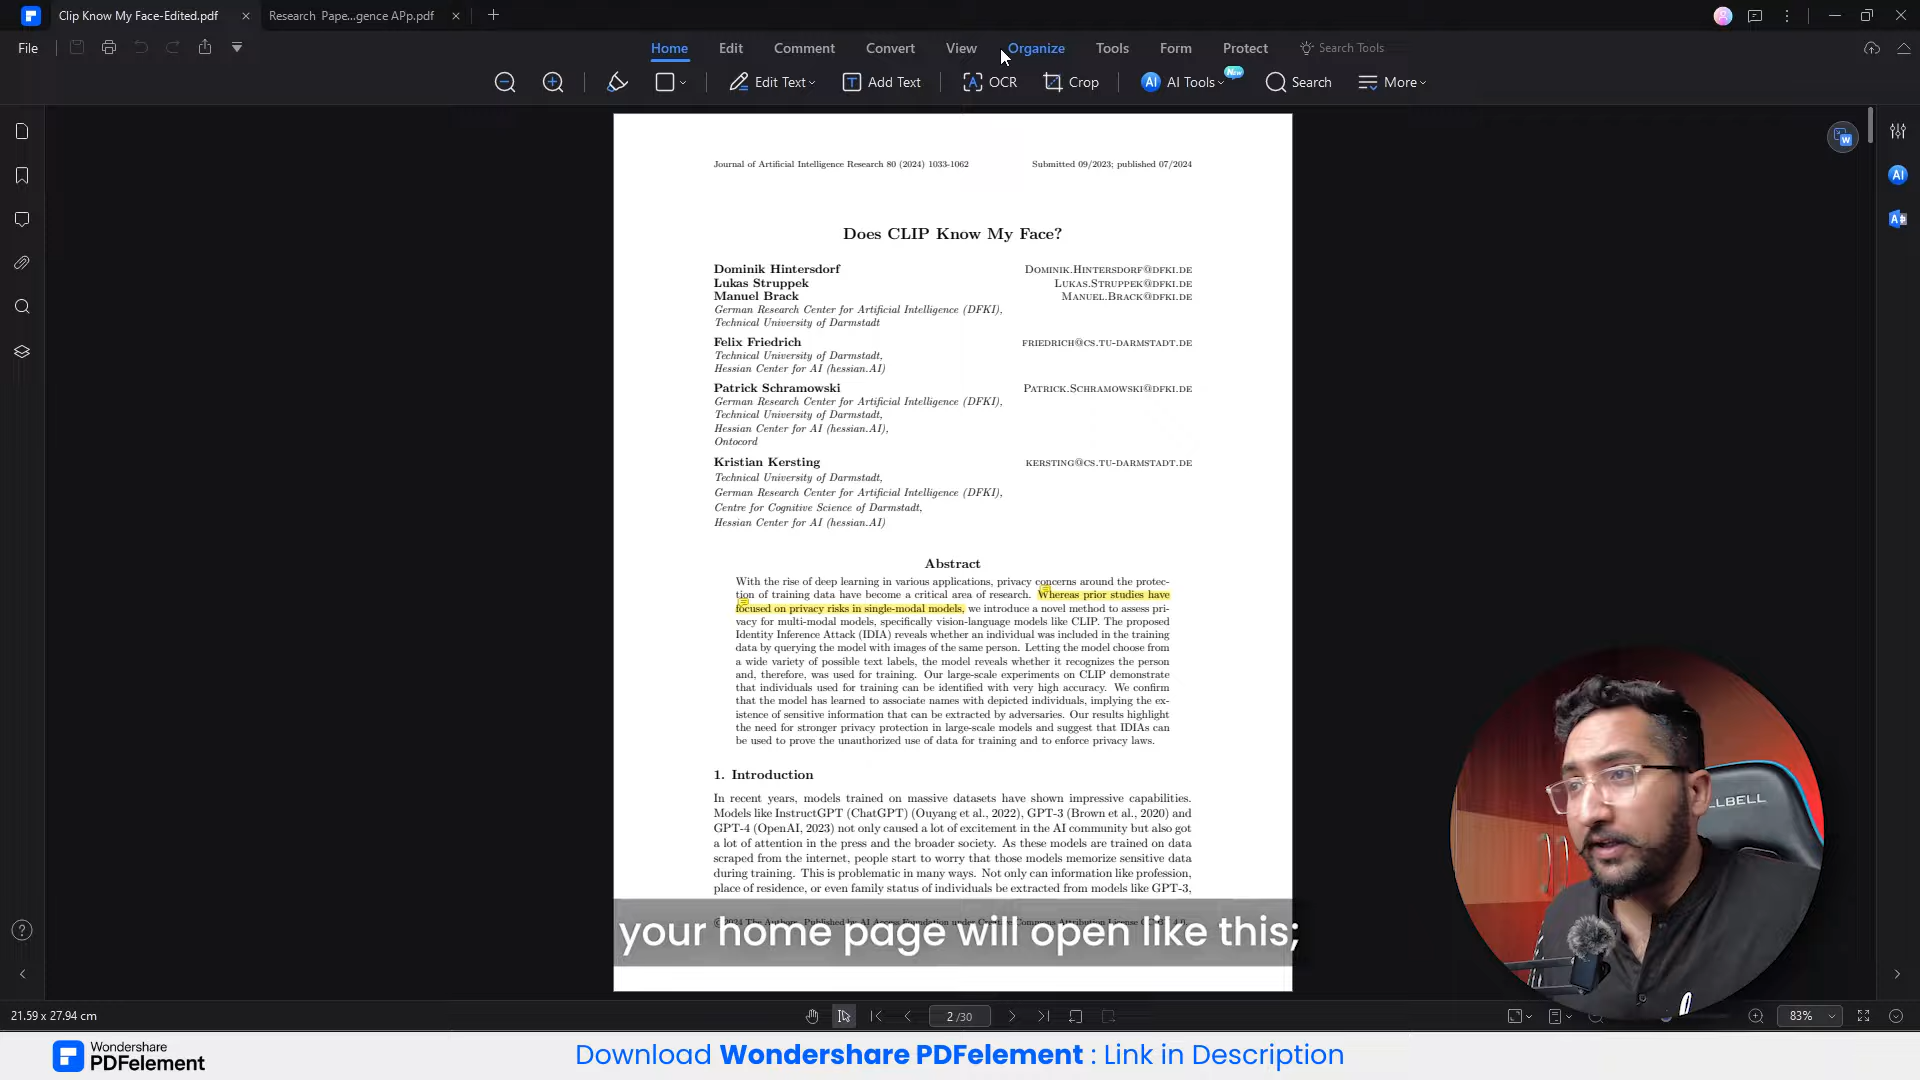 Clip Know My Face-Edited.pdf
Research Pape...gence APp.pdf
File
Home Edit Comment Convert View Organize Tools Form Protect Search Tools
Edit Text Add Text OCR Crop AI AI Tools New Search More
Journal of Artificial Intelligence Research 80 (2024) 1033-1062 Submitted 09/2023; published 07/2024
Does CLIP Know My Face?
Dominik Hintersdorf Dominik.Hintersdorf@dfki.de
Lukas Struppek Lukas.Struppek@dfki.de
Manuel Brack Manuel.Brack@dfki.de
German Research Center for Artificial Intelligence (DFKI),
Technical University of Darmstadt
Felix Friedrich friedrich@cs.tu-darmstadt.de
Technical University of Darmstadt,
Hessian Center for AI (hessian.AI)
Patrick Schramowski Patrick.Schramowski@dfki.de
German Research Center for Artificial Intelligence (DFKI),
Technical University of Darmstadt,
Hessian Center for AI (hessian.AI),
Ontocord
Kristian Kersting kersting@cs.tu-darmstadt.de
Technical University of Darmstadt,
German Research Center for Artificial Intelligence (DFKI),
Centre for Cognitive Science of Darmstadt,
Hessian Center for AI (hessian.AI)
Abstract
With the rise of deep learning in various applications, privacy concerns around the protec-
tion of training data have become a critical area of research. Whereas prior studies have
focused on privacy risks in single-modal models, we introduce a novel method to assess pri-
vacy for multi-modal models, specifically vision-language models like CLIP. The proposed
Identity Inference Attack (IDIA) reveals whether an individual was included in the training
data by querying the model with images of the same person. Letting the model choose from
a wide variety of possible text labels, the model reveals whether it recognizes the person
and, therefore, was used for training. Our large-scale experiments on CLIP demonstrate
that individuals used for training can be identified with very high accuracy. We confirm
that the model has learned to associate names with depicted individuals, implying the ex-
istence of sensitive information that can be extracted by adversaries. Our results highlight
the need for stronger privacy protection in large-scale models and suggest that IDIAs can
be used to prove the unauthorized use of data for training and to enforce privacy laws.
1. Introduction
In recent years, models trained on massive datasets have shown impressive capabilities.
Models like InstructGPT (ChatGPT) (Ouyang et al., 2022), GPT-3 (Brown et al., 2020) and
GPT-4 (OpenAI, 2023) not only caused a lot of excitement in the AI community but also got
a lot of attention in the press and the broader society. As these models are trained on data
scraped from the internet, people start to worry that those models memorize sensitive data
during training. This is problematic in many ways. Not only can information like profession,
place of residence, or even family status of individuals be extracted from models like GPT-3,
©2024 The Authors. Published by AI Access Foundation under Creative Commons Attribution License
your home page will open like this;
LLBELL
21.59 x 27.94 cm
2 /30
83%
Wondershare
PDFelement
Download Wondershare PDFelement : Link in Description